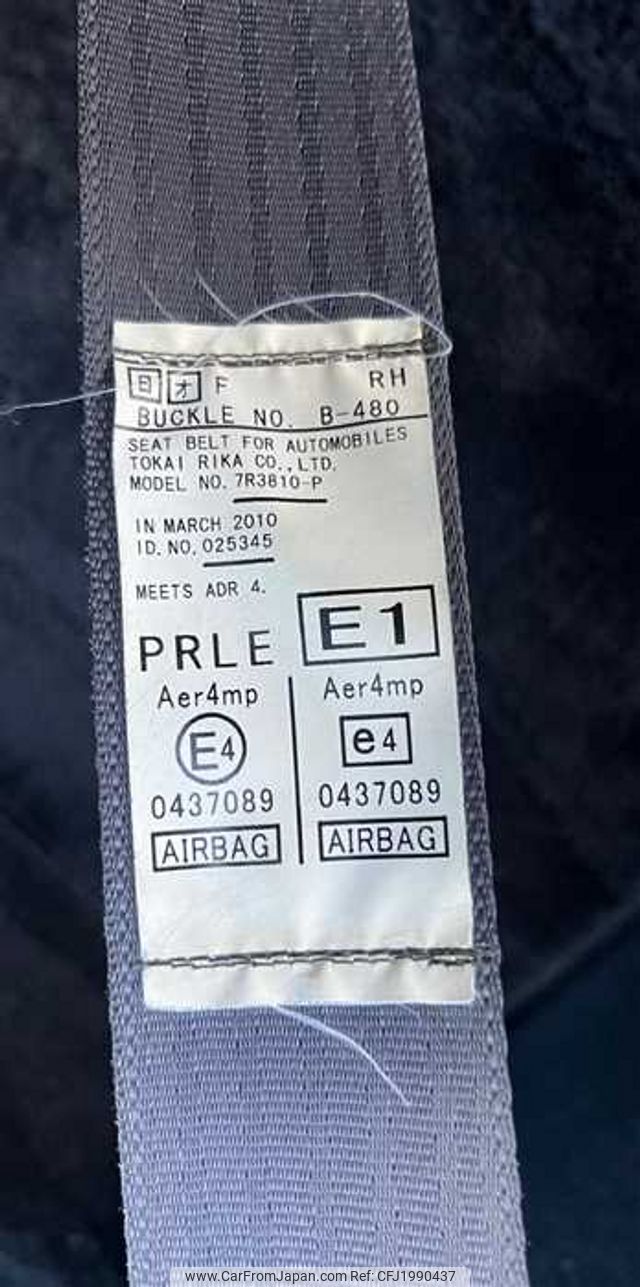 日 オ F RH
BUCKLE NO. B-480
SEAT BELT FOR AUTOMOBILES
TOKAI RIKA CO.,LTD.
MODEL NO. 7R3810-P
IN MARCH 2010
ID.NO.025345
MEETS ADR 4.
PRLE E1
Aer4mp Aer4mp
E4 e4
0437089 0437089
AIRBAG AIRBAG
www.CarFromJapan.com - Photo ID: CFJ1990437